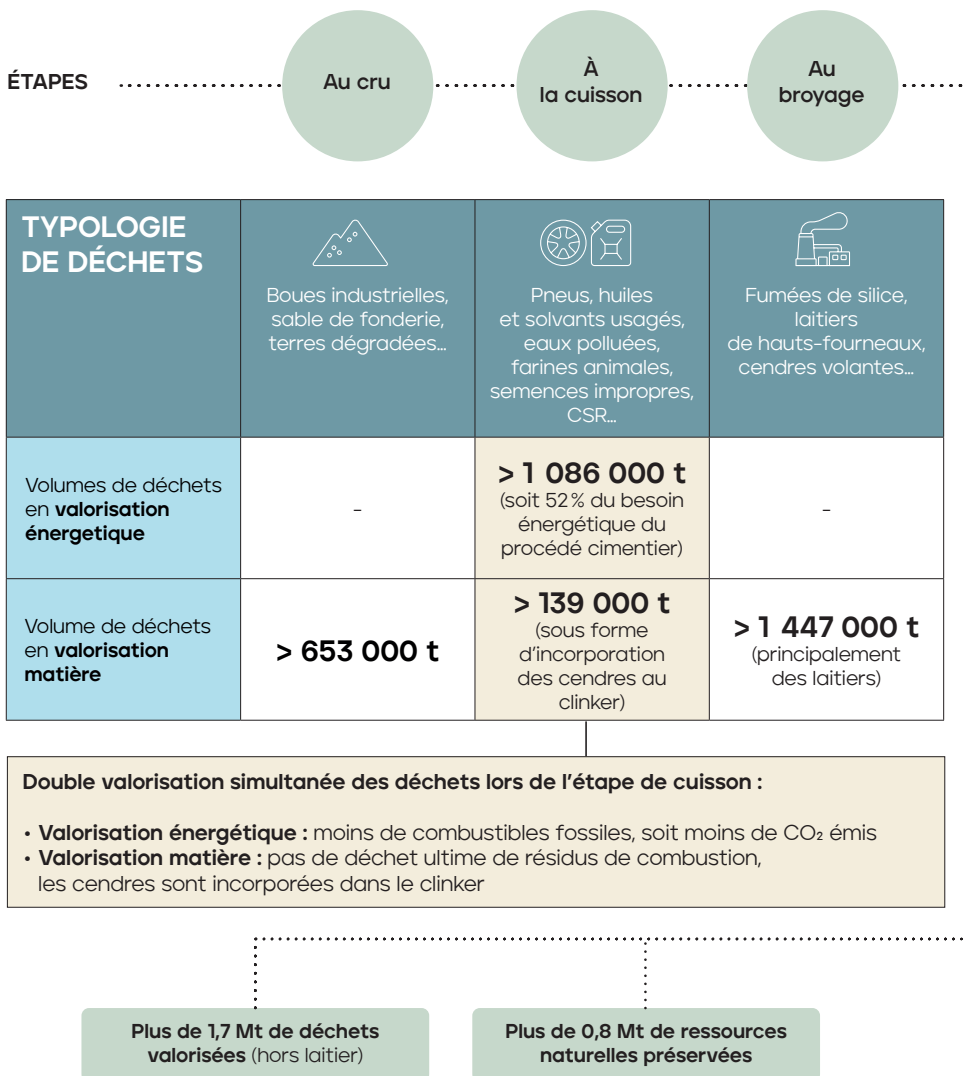 ÉTAPES
Au cru
À
la cuisson
Au
broyage
TYPOLOGIE
DE DÉCHETS
Boues industrielles,
sable de fonderie,
terres dégradées…
Pneus, huiles
et solvants usagés,
eaux polluées,
farines animales,
semences impropres,
CSR…
Fumées de silice,
laitiers
de hauts-fourneaux,
cendres volantes…
Volumes de déchets
en valorisation
énergetique
-
> 1 086 000 t
(soit 52 % du besoin
énergétique du
procédé cimentier)
-
Volume de déchets
en valorisation
matière
> 653 000 t
> 139 000 t
(sous forme
d'incorporation
des cendres au
clinker)
> 1 447 000 t
(principalement
des laitiers)
Double valorisation simultanée des déchets lors de l'étape de cuisson :
• Valorisation énergétique : moins de combustibles fossiles, soit moins de CO₂ émis
• Valorisation matière : pas de déchet ultime de résidus de combustion,
les cendres sont incorporées dans le clinker
Plus de 1,7 Mt de déchets
valorisées (hors laitier)
Plus de 0,8 Mt de ressources
naturelles préservées